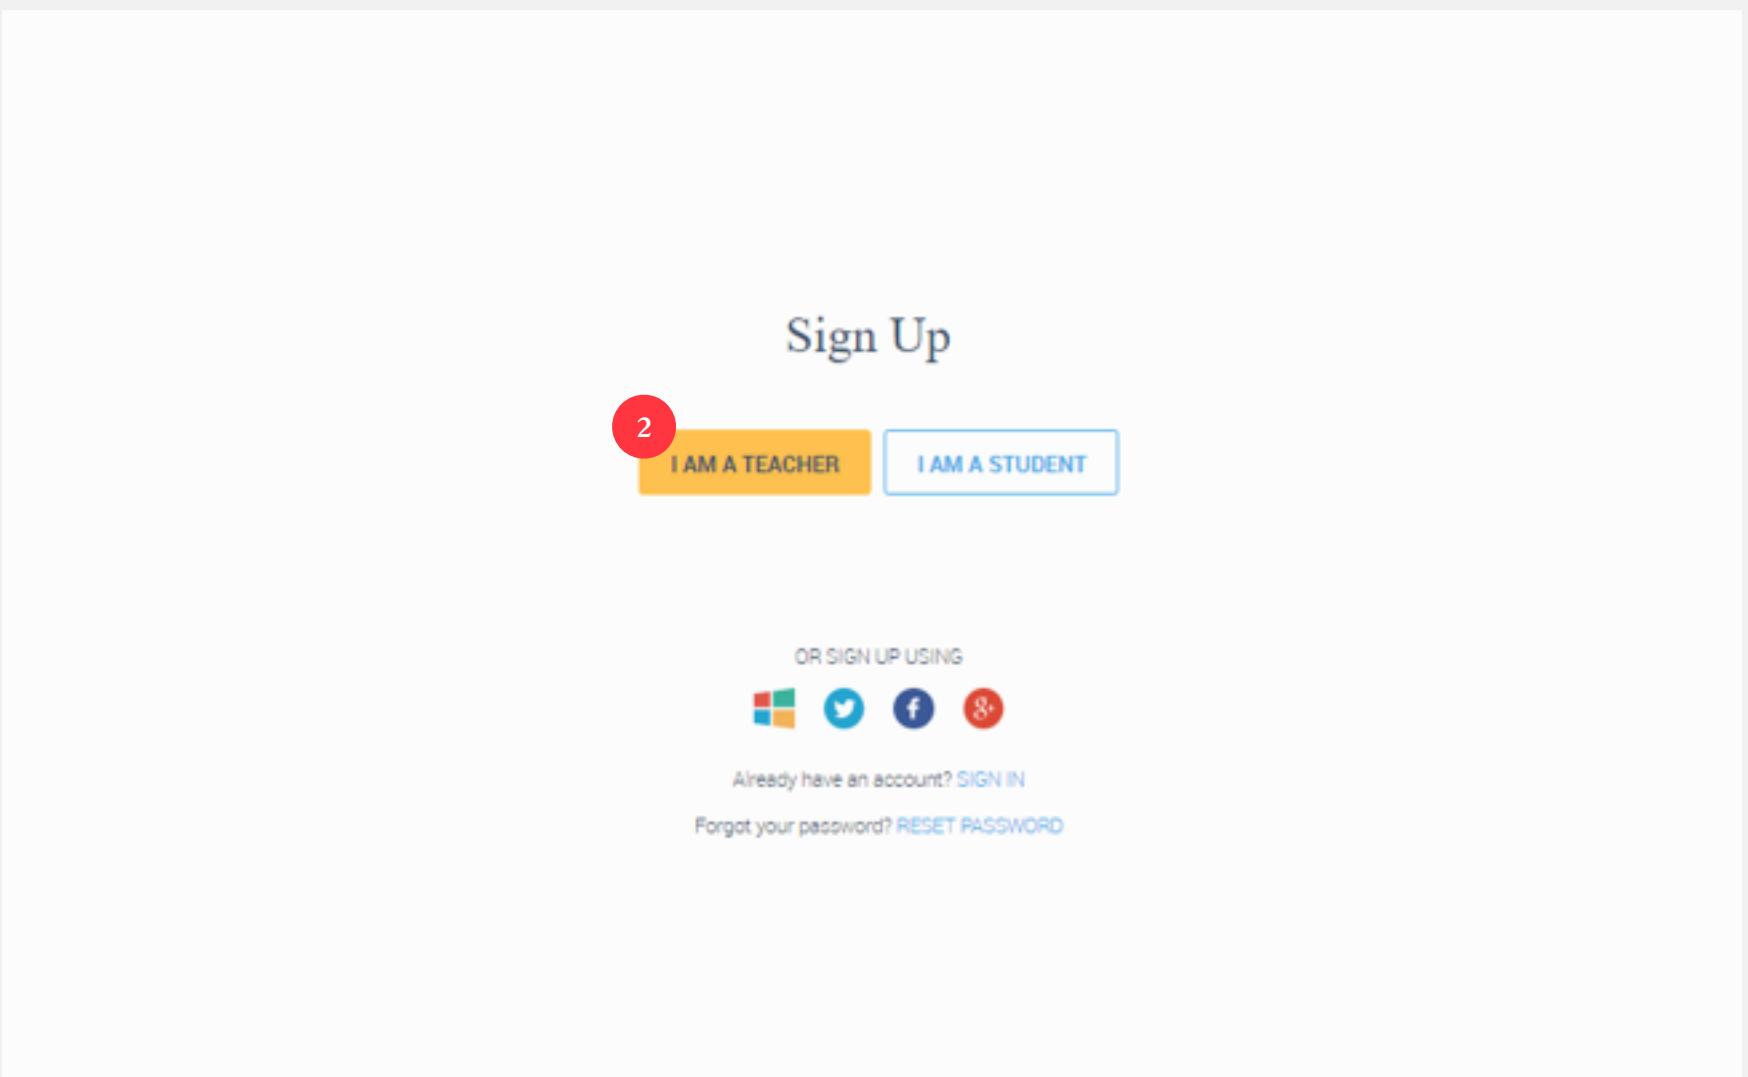 Sign Up
2
I AM A TEACHER
I AM A STUDENT
OR SIGN UP USING
f
8+
Already have an account? SIGN IN
Forgot your password? RESET PASSWORD